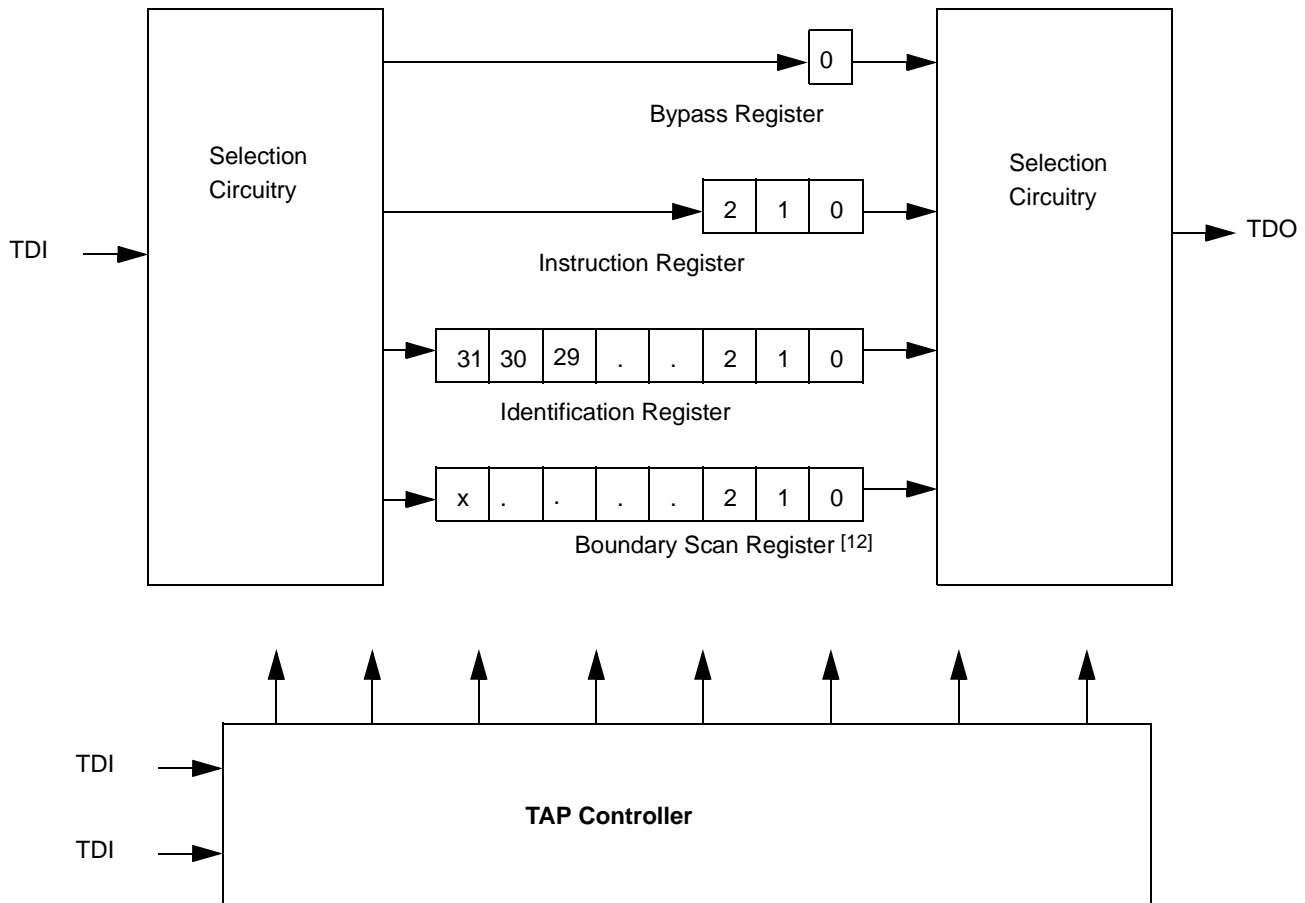 0
Bypass Register
Selection
Circuitry
Selection
Circuitry
2 1 0
TDI
TDO
Instruction Register
31 30 29 . . 2 1 0
Identification Register
x . . . . 2 1 0
Boundary Scan Register [12]
TDI
TAP Controller
TDI